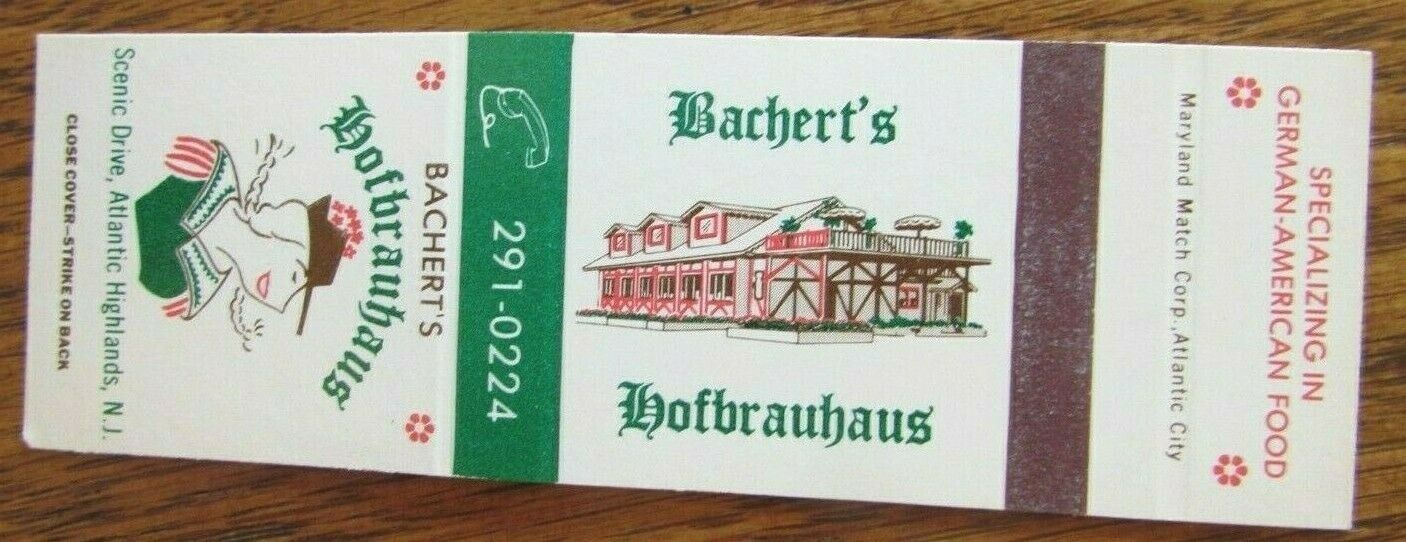 BACHERT'S
Hofbrauhaus
Scenic Drive, Atlantic Highlands, N.J.
CLOSE COVER—STRIKE ON BACK
291-0224
Bachert's
Hofbrauhaus
SPECIALIZING IN
GERMAN-AMERICAN FOOD
Maryland Match Corp., Atlantic City